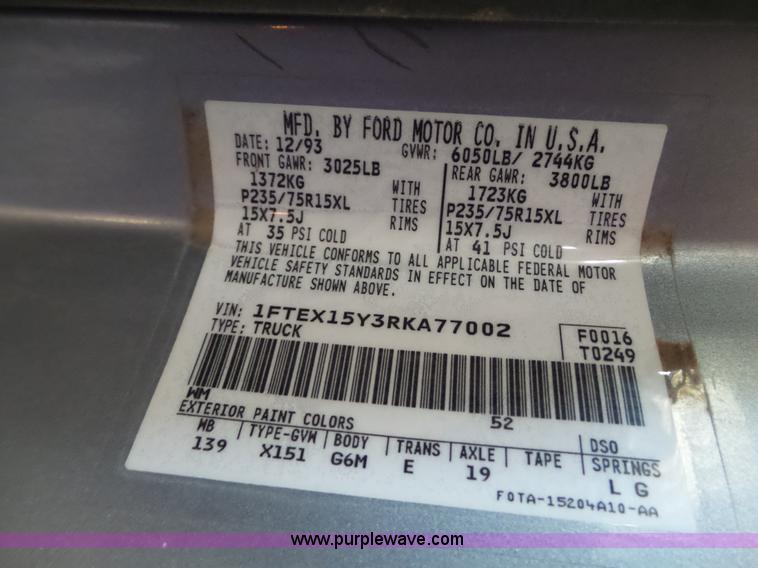 MFD. BY FORD MOTOR CO. IN U.S.A.
DATE: 12/93 GVWR: 6050LB/ 2744KG
FRONT GAWR: 3025LB REAR GAWR: 3800LB
1372KG WITH 1723KG WITH
P235/75R15XL TIRES P235/75R15XL TIRES
15X7.5J RIMS 15X7.5J RIMS
AT 35 PSI COLD AT 41 PSI COLD
THIS VEHICLE CONFORMS TO ALL APPLICABLE FEDERAL MOTOR
VEHICLE SAFETY STANDARDS IN EFFECT ON THE DATE OF
MANUFACTURE SHOWN ABOVE.
VIN: 1FTEX15Y3RKA77002 F0016
TYPE: TRUCK T0249
WM 52
EXTERIOR PAINT COLORS DSO
WB TYPE-GVW BODY TRANS AXLE TAPE SPRINGS
139 X151 G6M E 19 L G
F0TA-15204A10-AA
www.purplewave.com